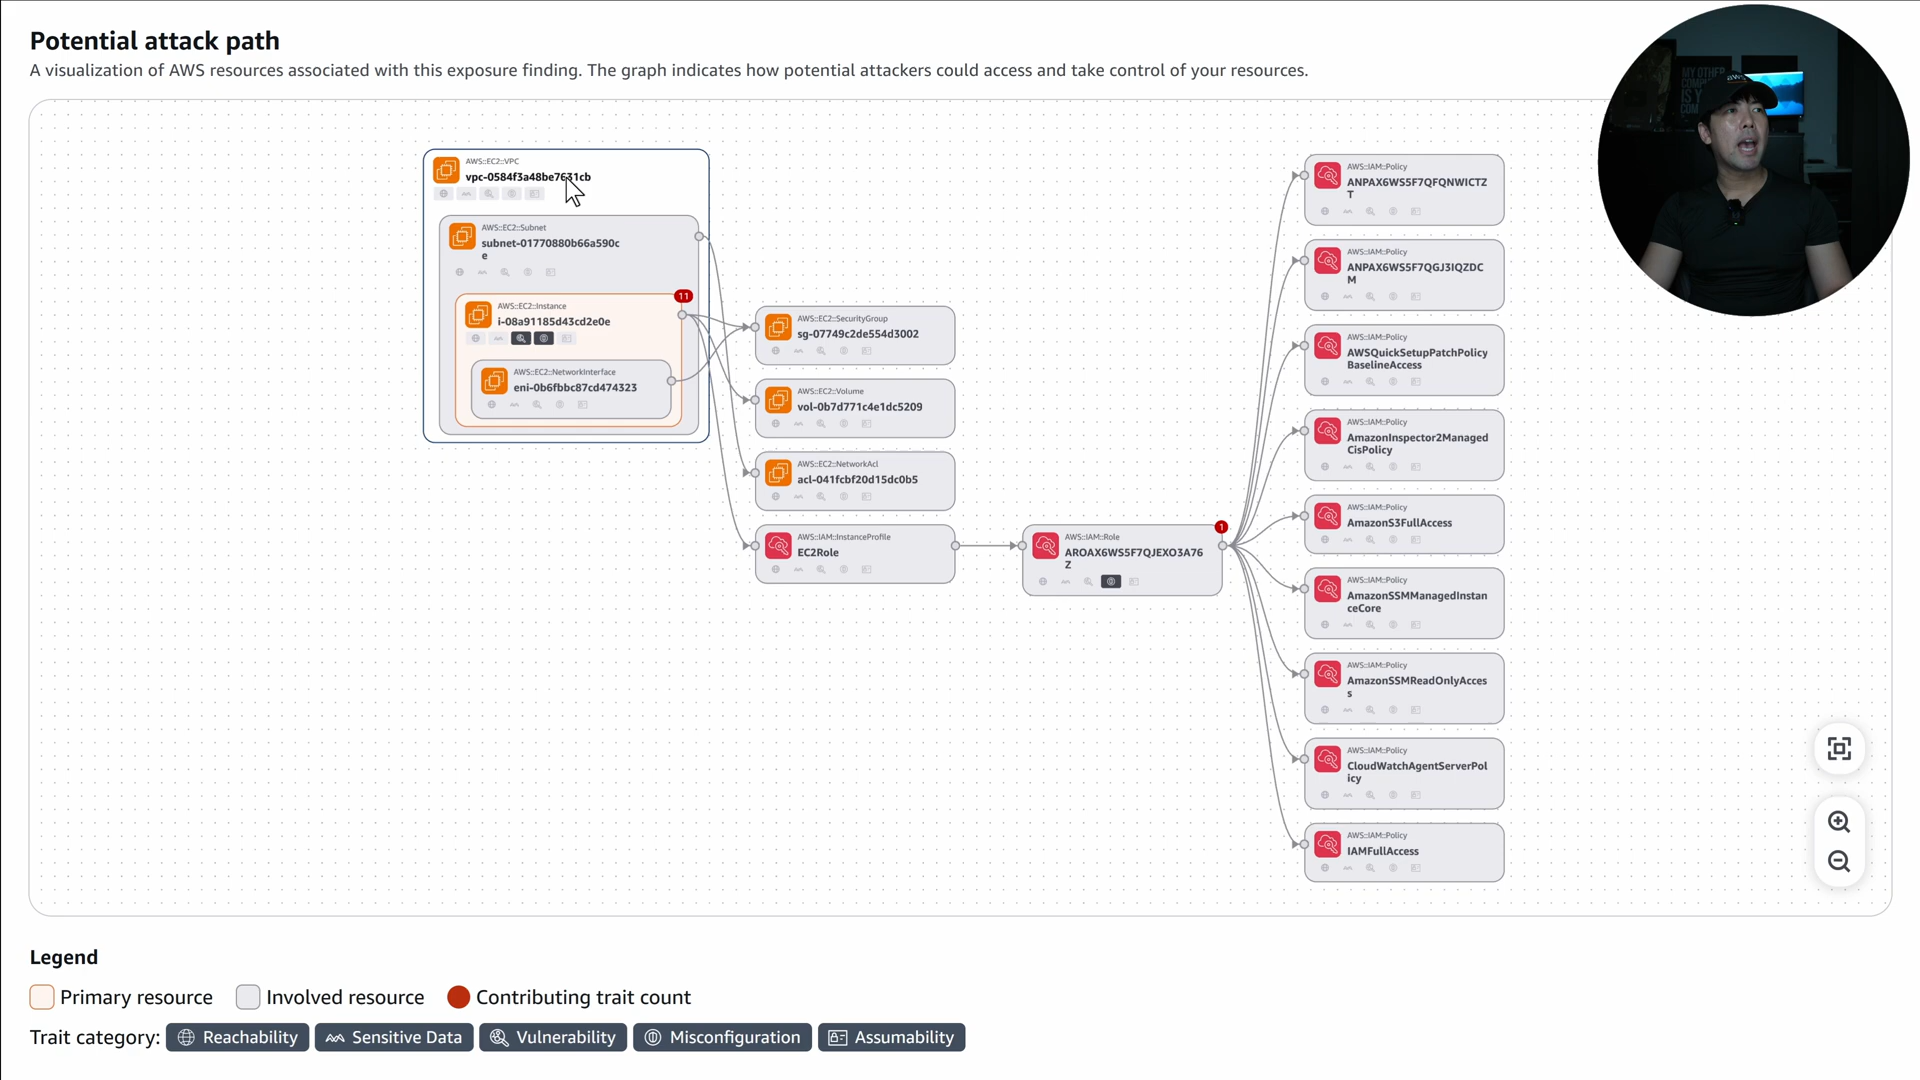 Potential attack path
A visualization of AWS resources associated with this exposure finding. The graph indicates how potential attackers could access and take control of your resources.
AWS::EC2::VPC
vpc-0584f3a48be7631cb
AWS::EC2::Subnet
subnet-01770880b66a590c
e
AWS::EC2::Instance
i-08a91185d43cd2e0e
11
AWS::EC2::NetworkInterface
eni-0b6fbbc87cd474323
AWS::EC2::SecurityGroup
sg-07749c2de554d3002
AWS::EC2::Volume
vol-0b7d771c4e1dc5209
AWS::EC2::NetworkAcl
acl-041fcbf20d15dc0b5
AWS::IAM::InstanceProfile
EC2Role
1
AWS::IAM::Role
AROAX6WS5F7QJEXO3A76
Z
AWS::IAM::Policy
ANPAX6WS5F7QFQNWICTZ
T
AWS::IAM::Policy
ANPAX6WS5F7QGJ3IQZDC
M
AWS::IAM::Policy
AWSQuickSetupPatchPolicy
BaselineAccess
AWS::IAM::Policy
AmazonInspector2Managed
CisPolicy
AWS::IAM::Policy
AmazonS3FullAccess
AWS::IAM::Policy
AmazonSSMManagedInstan
ceCore
AWS::IAM::Policy
AmazonSSMReadOnlyAcces
s
AWS::IAM::Policy
CloudWatchAgentServerPol
icy
AWS::IAM::Policy
IAMFullAccess
MY OTHER
IS
aws
Legend
Primary resource
Involved resource
Contributing trait count
Trait category:
Reachability
Sensitive Data
Vulnerability
Misconfiguration
Assumability